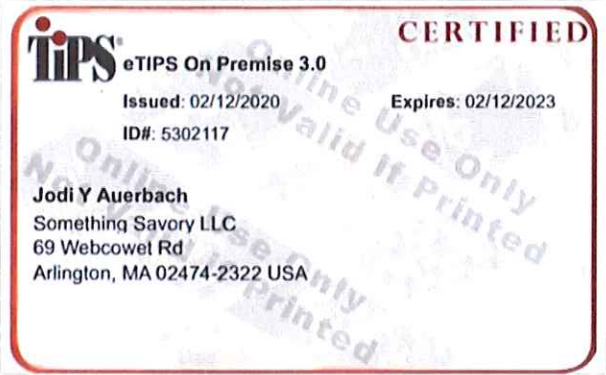 CERTIFIED
TiPS eTIPS On Premise 3.0
Issued: 02/12/2020 Expires: 02/12/2023
ID#: 5302117
Jodi Y Auerbach
Something Savory LLC
69 Webcowet Rd
Arlington, MA 02474-2322 USA
Online Use Only
Not Valid If Printed
Online Use Only
Not Valid If Printed